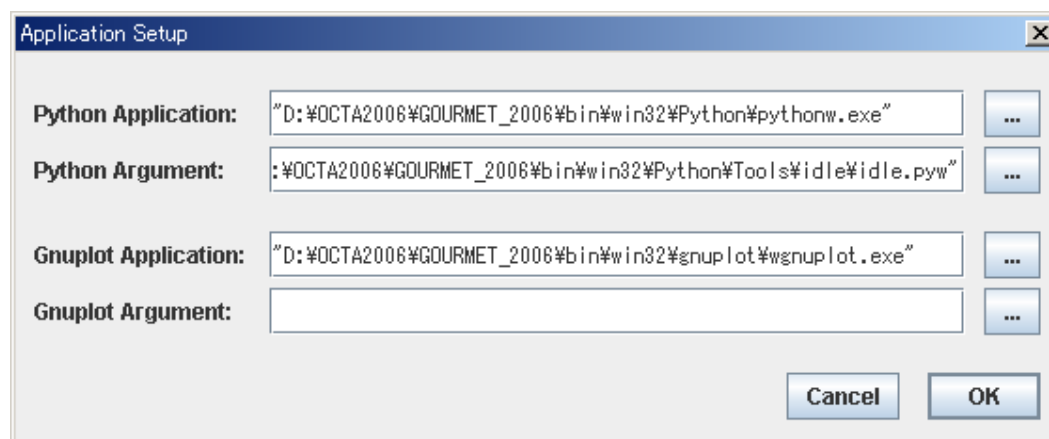 Application Setup
Python Application: "D:¥OCTA2006¥GOURMET_2006¥bin¥win32¥Python¥pythonw.exe" ...
Python Argument: :¥OCTA2006¥GOURMET_2006¥bin¥win32¥Python¥Tools¥idle¥idle.pyw" ...
Gnuplot Application: "D:¥OCTA2006¥GOURMET_2006¥bin¥win32¥gnuplot¥wgnuplot.exe" ...
Gnuplot Argument: ...
Cancel OK